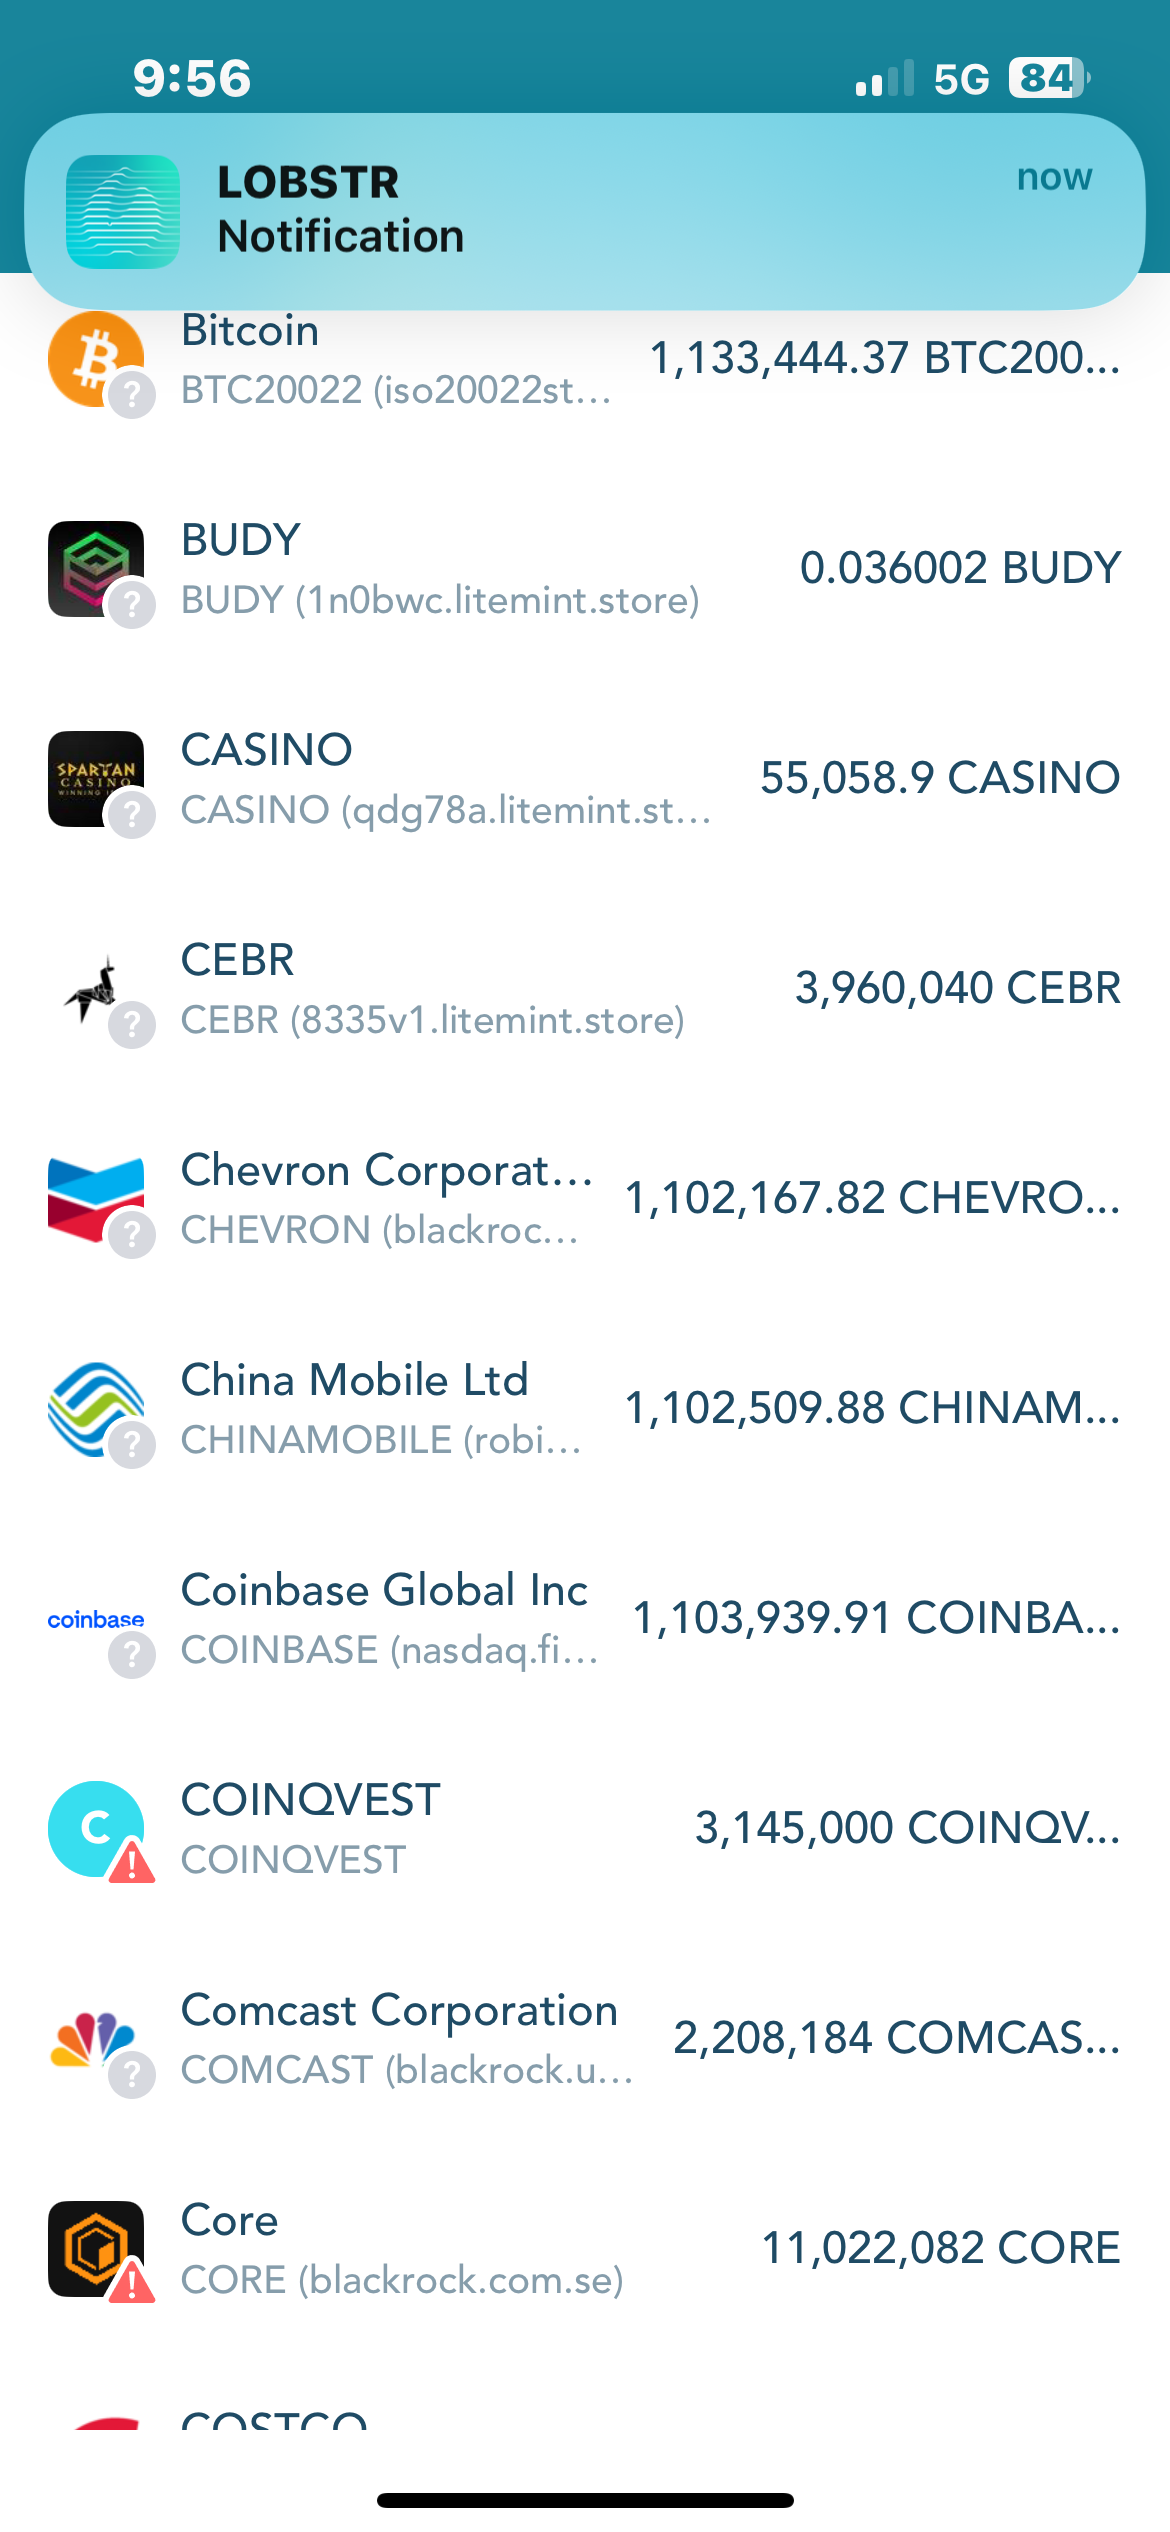 9:56
5G 84
LOBSTR
now
Notification
Bitcoin
1,133,444.37 BTC200...
BTC20022 (iso20022st...
BUDY
0.036002 BUDY
BUDY (1n0bwc.litemint.store)
SPARTAN
CASINO
CASINO
55,058.9 CASINO
CASINO (qdg78a.litemint.st...
CEBR
3,960,040 CEBR
CEBR (8335v1.litemint.store)
Chevron Corporat...
1,102,167.82 CHEVRO...
CHEVRON (blackroc...
China Mobile Ltd
1,102,509.88 CHINAM...
CHINAMOBILE (robi...
coinbase
Coinbase Global Inc
1,103,939.91 COINBA...
COINBASE (nasdaq.fi...
C
COINQVEST
3,145,000 COINQV...
COINQVEST
Comcast Corporation
2,208,184 COMCAS...
COMCAST (blackrock.u...
Core
11,022,082 CORE
CORE (blackrock.com.se)
COSTCO